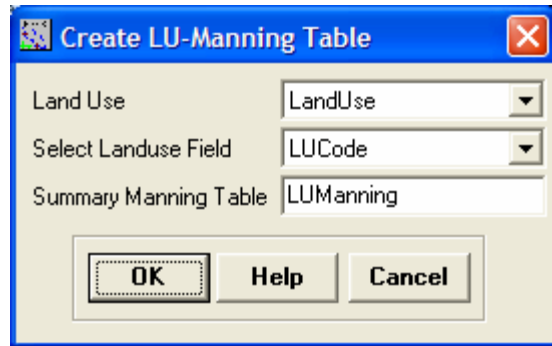 Create LU-Manning Table
Land Use LandUse
Select Landuse Field LUCode
Summary Manning Table LUManning
OK Help Cancel